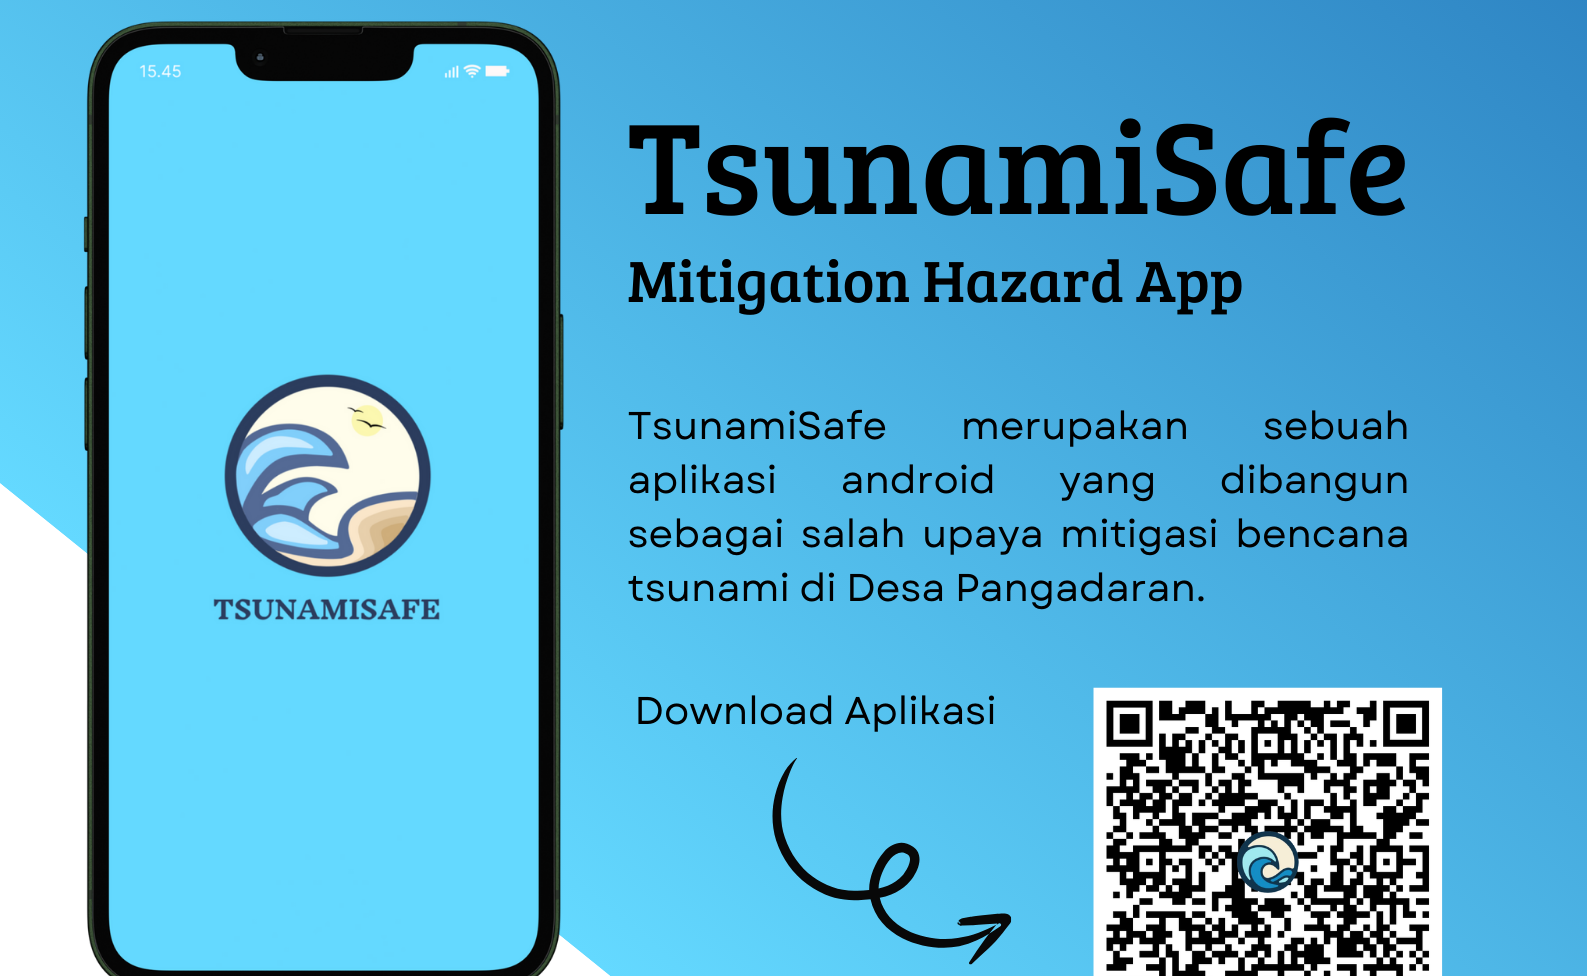 15.45
TSUNAMISAFE
TsunamiSafe
Mitigation Hazard App
TsunamiSafe merupakan sebuah
aplikasi android yang dibangun
sebagai salah upaya mitigasi bencana
tsunami di Desa Pangadaran.
Download Aplikasi